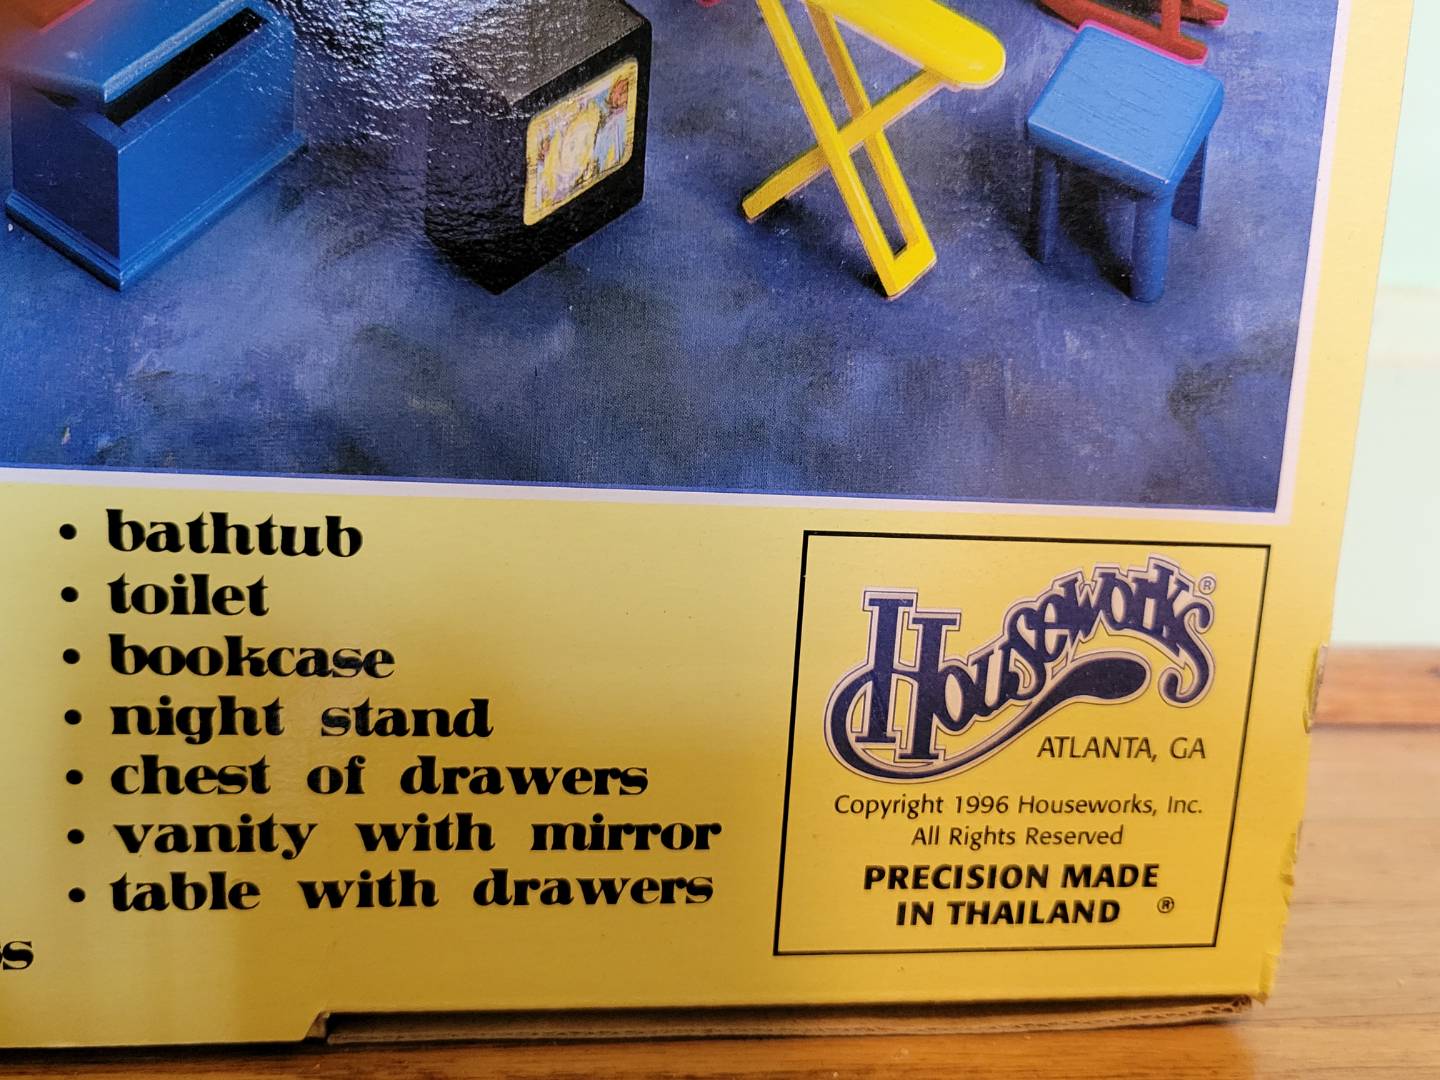 • bathtub
• toilet
• bookcase
• night stand
• chest of drawers
• vanity with mirror
• table with drawers
s
Houseworks®
ATLANTA, GA
Copyright 1996 Houseworks, Inc.
All Rights Reserved
PRECISION MADE
IN THAILAND ®